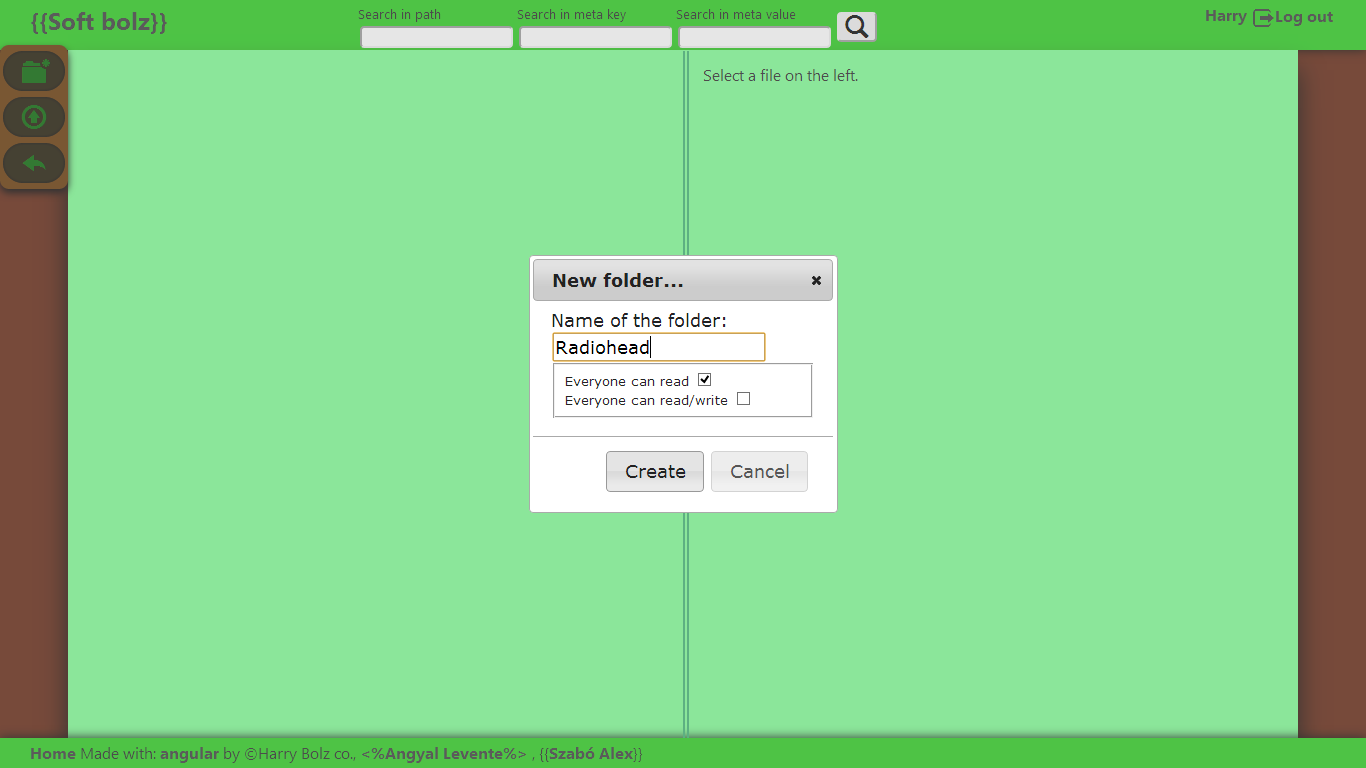 {{Soft bolz}}
Search in path
Search in meta key
Search in meta value
Harry
Log out
Select a file on the left.
New folder...
Name of the folder:
Radiohead
Everyone can read
Everyone can read/write
Create
Cancel
Home Made with: angular by ©Harry Bolz co., <%Angyal Levente%> , {{Szabó Alex}}